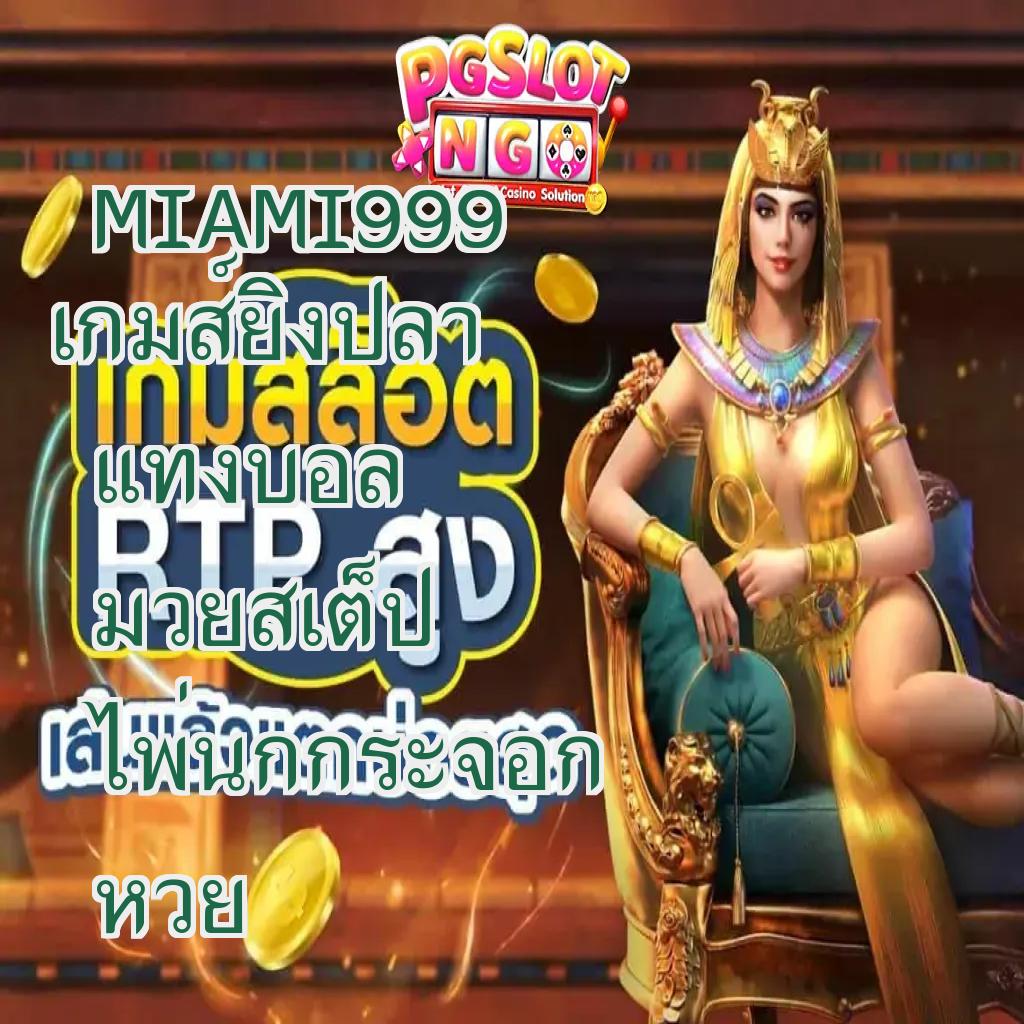 PGSLOT
NGO
Casino Solution
MIAMI999
เกมส์ยิงปลา
เกมสล็อต
แทงบอล
RTP สูง
มวยสเต็ป
ไพ่นกกระจอก
หวย